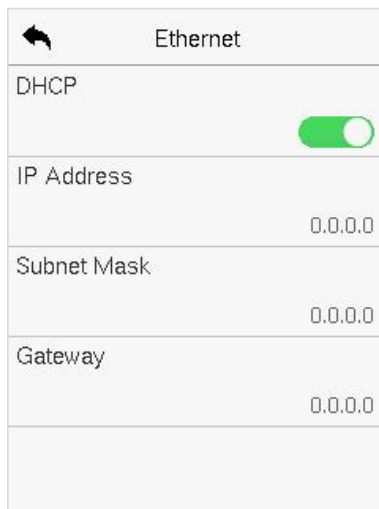 Ethernet
DHCP
IP Address
0.0.0.0
Subnet Mask
0.0.0.0
Gateway
0.0.0.0